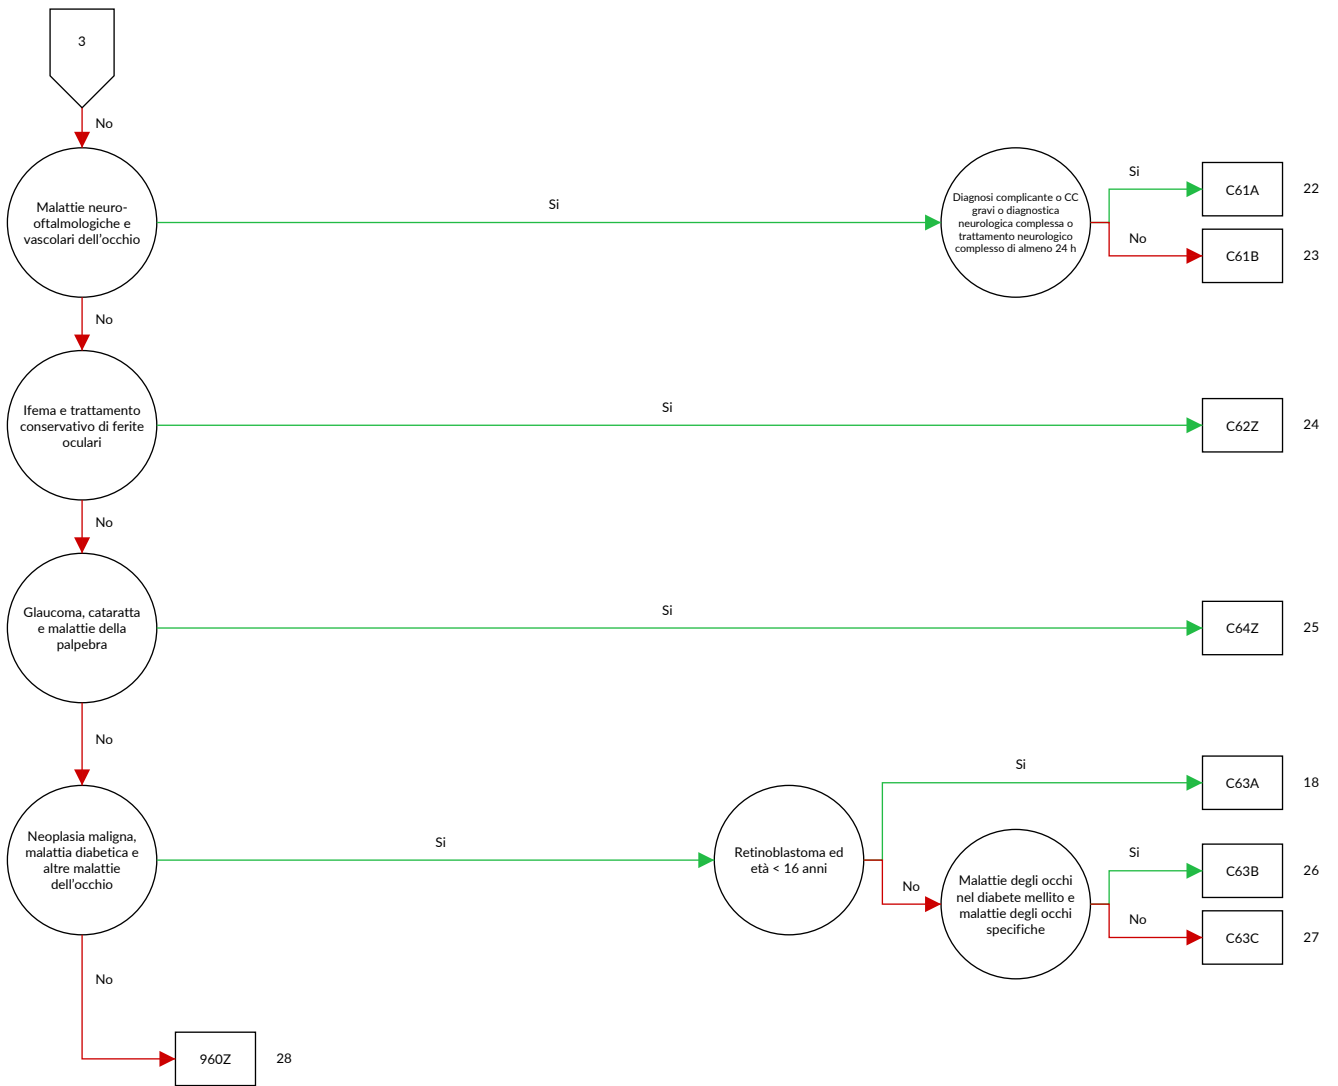 3
No
Malattie neuro-
oftalmologiche e
vascolari dell'occhio
Si
Diagnosi complicante o CC
gravi o diagnostica
neurologica complessa o
trattamento neurologico
complesso di almeno 24 h
Si
C61A
22
No
C61B
23
No
Ifema e trattamento
conservativo di ferite
oculari
Si
C62Z
24
No
Glaucoma, cataratta
e malattie della
palpebra
Si
C64Z
25
No
Neoplasia maligna,
malattia diabetica e
altre malattie
dell'occhio
Si
Retinoblastoma ed
età < 16 anni
Si
C63A
18
No
Malattie degli occhi
nel diabete mellito e
malattie degli occhi
specifiche
Si
C63B
26
No
C63C
27
No
960Z
28